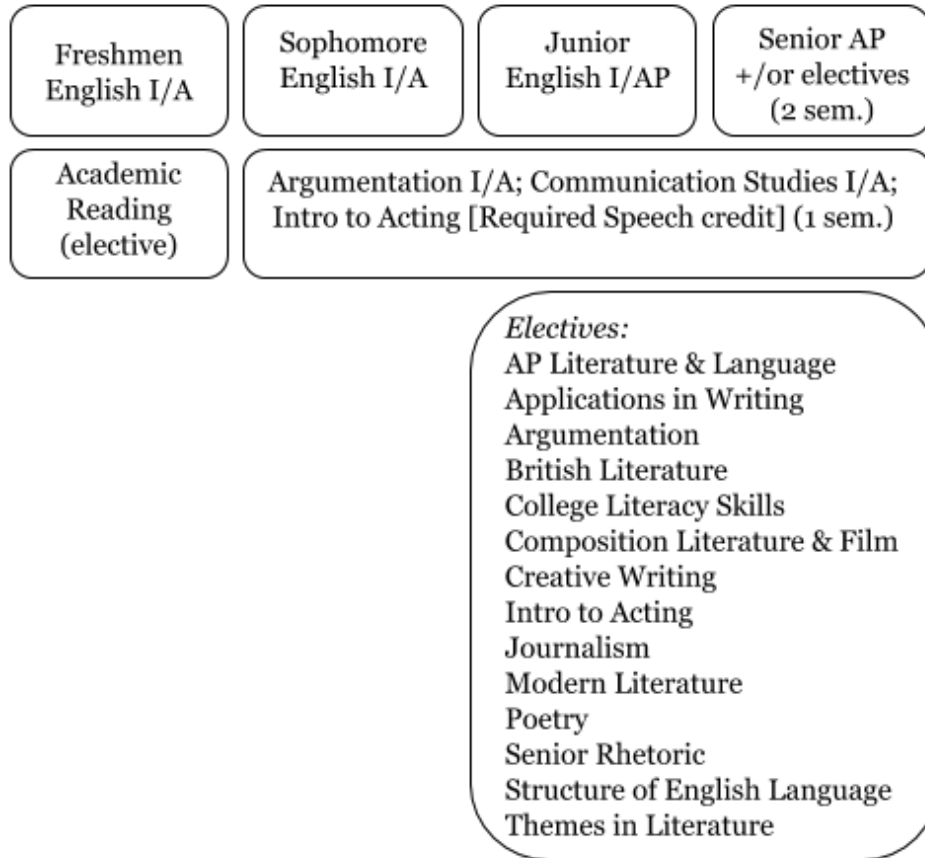 Freshmen
English I/A
Sophomore
English I/A
Junior
English I/AP
Senior AP
+/or electives
(2 sem.)
Academic
Reading
(elective)
Argumentation I/A; Communication Studies I/A;
Intro to Acting [Required Speech credit] (1 sem.)
Electives:
AP Literature & Language
Applications in Writing
Argumentation
British Literature
College Literacy Skills
Composition Literature & Film
Creative Writing
Intro to Acting
Journalism
Modern Literature
Poetry
Senior Rhetoric
Structure of English Language
Themes in Literature